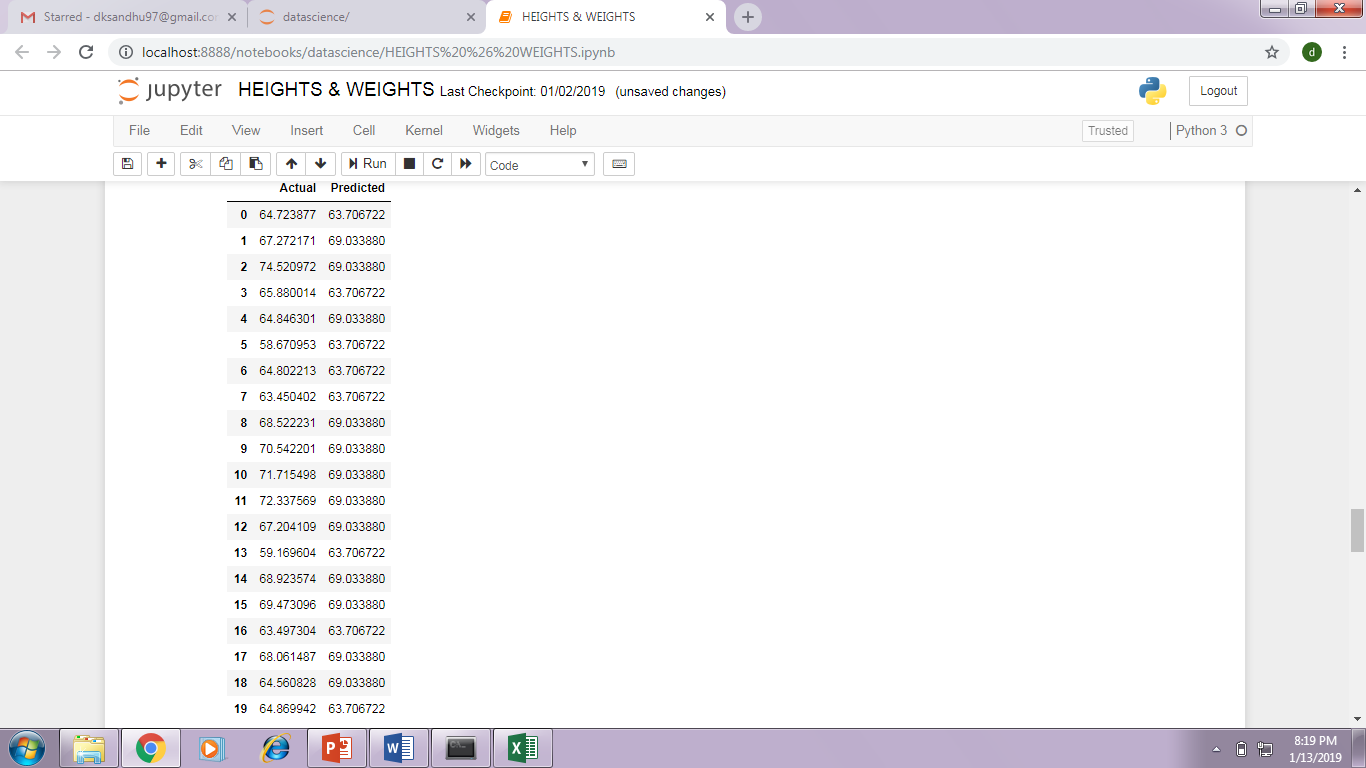 Starred - dksandhu97@gmail.co
datascience/
HEIGHTS & WEIGHTS
localhost:8888/notebooks/datascience/HEIGHTS%20%26%20WEIGHTS.ipynb
d
jupyter HEIGHTS & WEIGHTS Last Checkpoint: 01/02/2019 (unsaved changes)
Logout
File Edit View Insert Cell Kernel Widgets Help
Trusted
Python 3
Run
Code
Actual Predicted
0 64.723877 63.706722
1 67.272171 69.033880
2 74.520972 69.033880
3 65.880014 63.706722
4 64.846301 69.033880
5 58.670953 63.706722
6 64.802213 63.706722
7 63.450402 63.706722
8 68.522231 69.033880
9 70.542201 69.033880
10 71.715498 69.033880
11 72.337569 69.033880
12 67.204109 69.033880
13 59.169604 63.706722
14 68.923574 69.033880
15 69.473096 69.033880
16 63.497304 63.706722
17 68.061487 69.033880
18 64.560828 69.033880
19 64.869942 63.706722
8:19 PM
1/13/2019